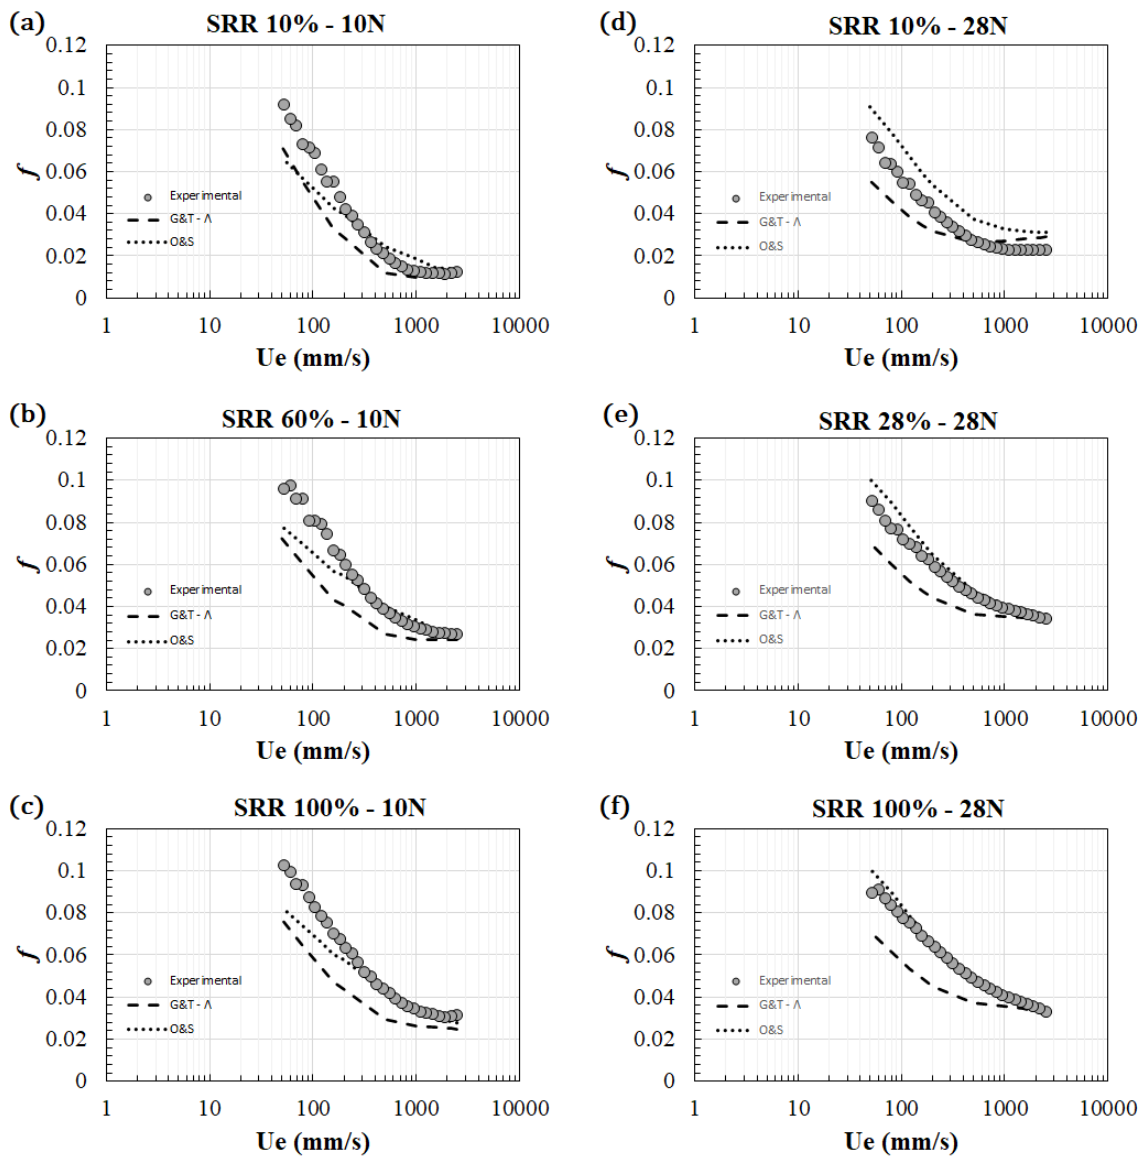 (a)
SRR 10% - 10N
0.12
0.1
0.08
0.06
0.04
0.02
0
f
Experimental
G&T - Λ
O&S
1 10 100 1000 10000
Ue (mm/s)
(d)
SRR 10% - 28N
0.12
0.1
0.08
0.06
0.04
0.02
0
f
Experimental
G&T - Λ
O&S
1 10 100 1000 10000
Ue (mm/s)
(b)
SRR 60% - 10N
0.12
0.1
0.08
0.06
0.04
0.02
0
f
Experimental
G&T - Λ
O&S
1 10 100 1000 10000
Ue (mm/s)
(e)
SRR 28% - 28N
0.12
0.1
0.08
0.06
0.04
0.02
0
f
Experimental
G&T - Λ
O&S
1 10 100 1000 10000
Ue (mm/s)
(c)
SRR 100% - 10N
0.12
0.1
0.08
0.06
0.04
0.02
0
f
Experimental
G&T - Λ
O&S
1 10 100 1000 10000
Ue (mm/s)
(f)
SRR 100% - 28N
0.12
0.1
0.08
0.06
0.04
0.02
0
f
Experimental
G&T - Λ
O&S
1 10 100 1000 10000
Ue (mm/s)